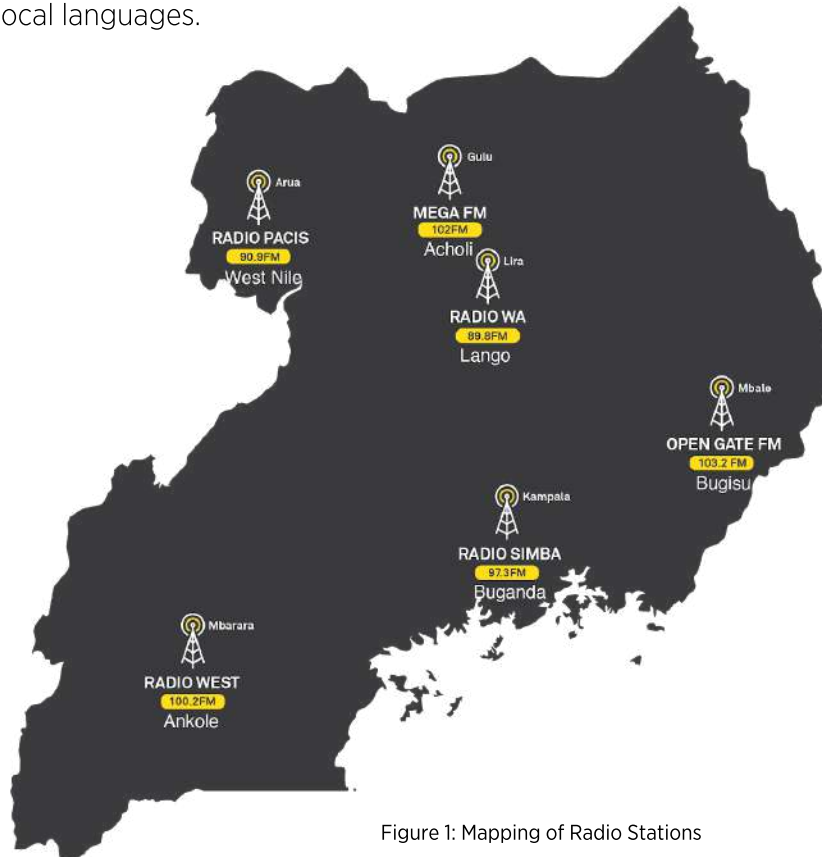 ocal languages.
Gulu
MEGA FM
102FM
Acholi
Arua
RADIO PACIS
90.9FM
West Nile
Lira
RADIO WA
89.8FM
Lango
Mbale
OPEN GATE FM
103.2 FM
Bugisu
Kampala
RADIO SIMBA
97.3FM
Buganda
Mbarara
RADIO WEST
100.2FM
Ankole
Figure 1: Mapping of Radio Stations